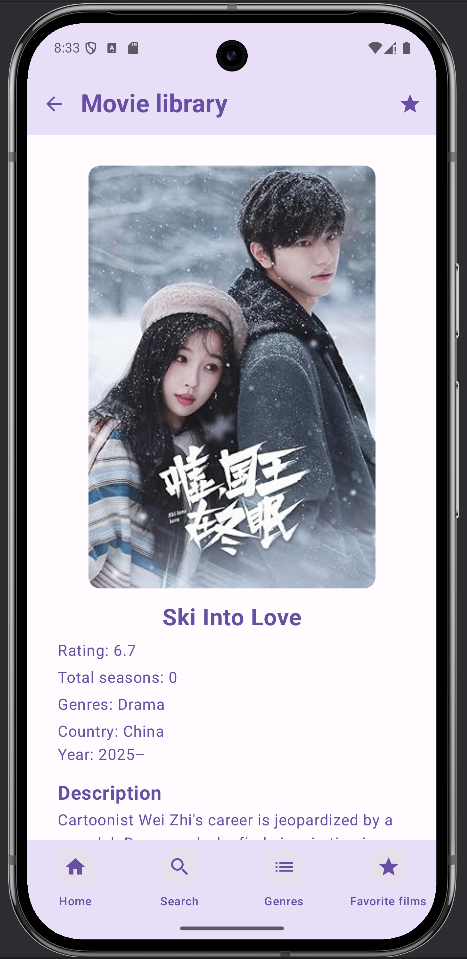 8:33
Movie library
嘘,国王
在冬眠
Ski Into
love
Ski Into Love
Rating: 6.7
Total seasons: 0
Genres: Drama
Country: China
Year: 2025–
Description
Cartoonist Wei Zhi's career is jeopardized by a
Home Search Genres Favorite films